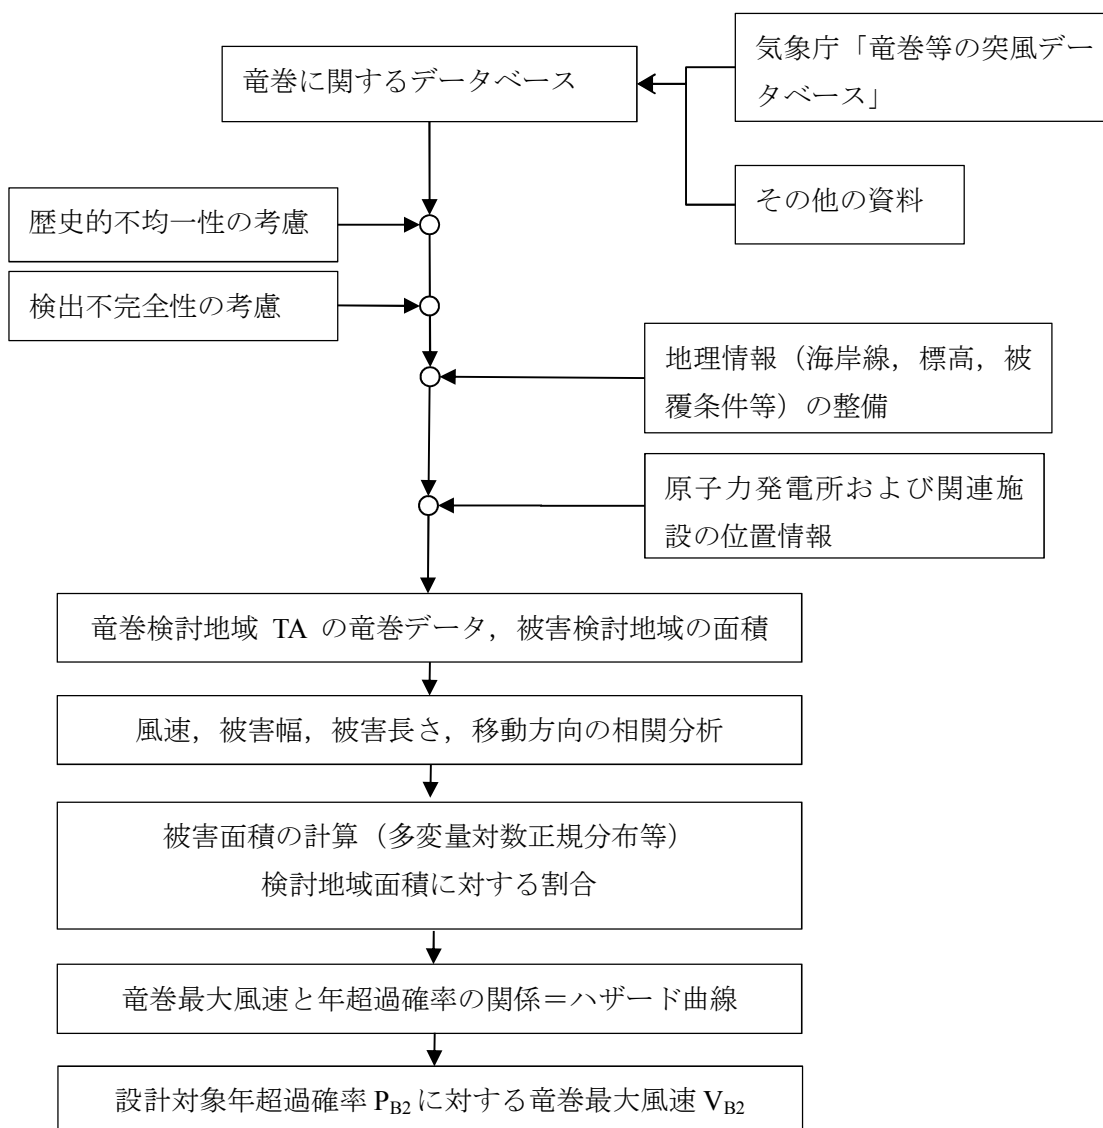 竜巻に関するデータベース
気象庁「竜巻等の突風デー
タベース」
その他の資料
歴史的不均一性の考慮
検出不完全性の考慮
地理情報（海岸線，標高，被
覆条件等）の整備
原子力発電所および関連施
設の位置情報
竜巻検討地域 TA の竜巻データ，被害検討地域の面積
風速，被害幅，被害長さ，移動方向の相関分析
被害面積の計算（多変量対数正規分布等）
検討地域面積に対する割合
竜巻最大風速と年超過確率の関係＝ハザード曲線
設計対象年超過確率 PB2 に対する竜巻最大風速 VB2